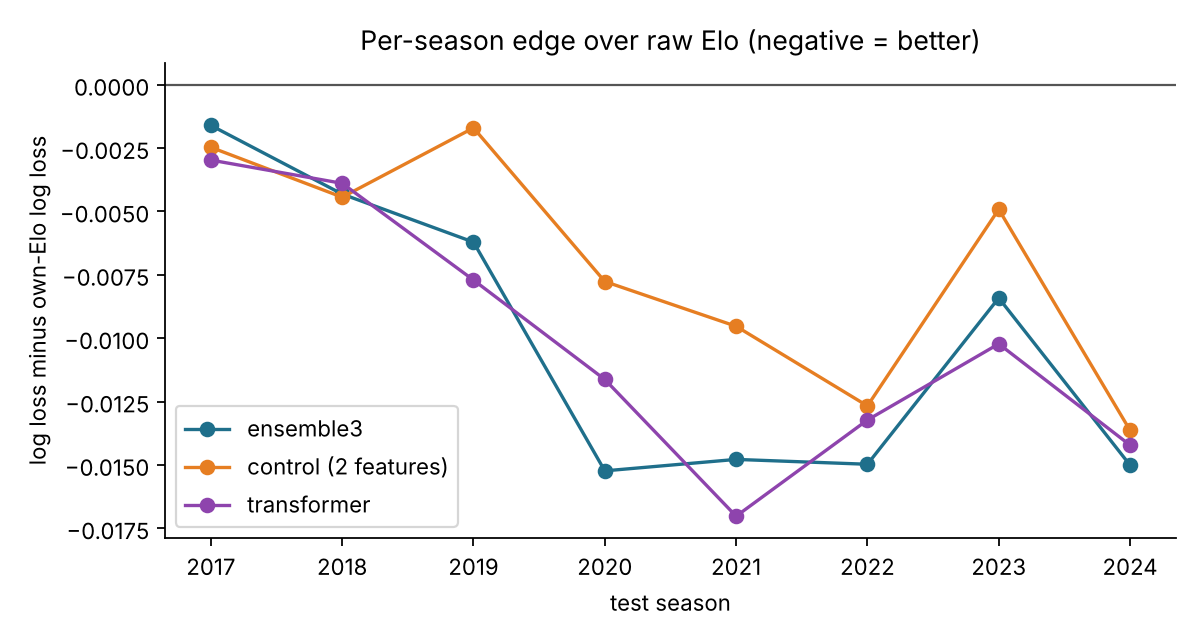 Per-season edge over raw Elo (negative = better)
log loss minus own-Elo log loss
0.0000
−0.0025
−0.0050
−0.0075
−0.0100
−0.0125
−0.0150
−0.0175
ensemble3
control (2 features)
transformer
2017 2018 2019 2020 2021 2022 2023 2024
test season